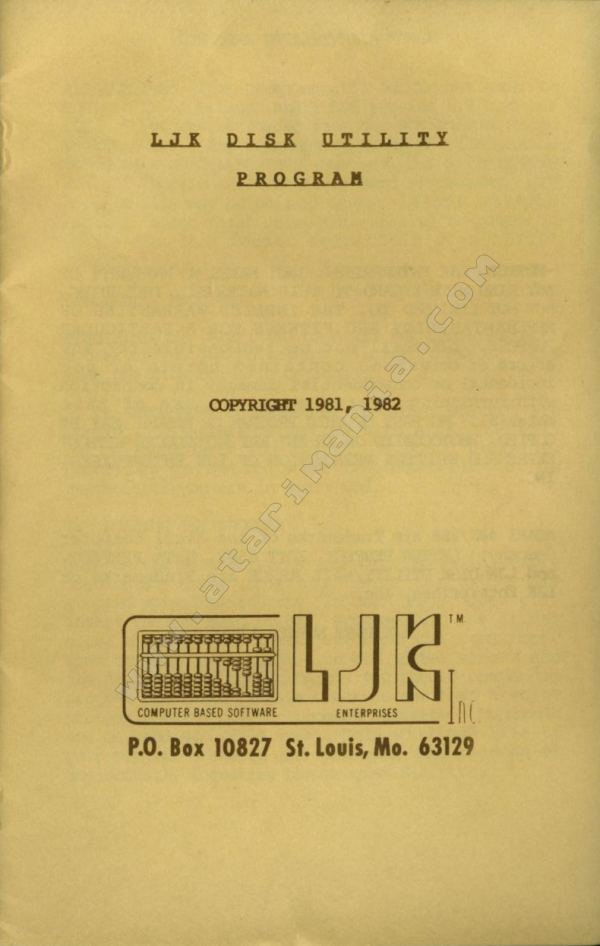 LJK DISK UTILITY
PROGRAM
COPYRIGHT 1981, 1982
www.atarimania.com
LJK TM
Inc
COMPUTER BASED SOFTWARE ENTERPRISES
P.O. Box 10827 St. Louis, Mo. 63129